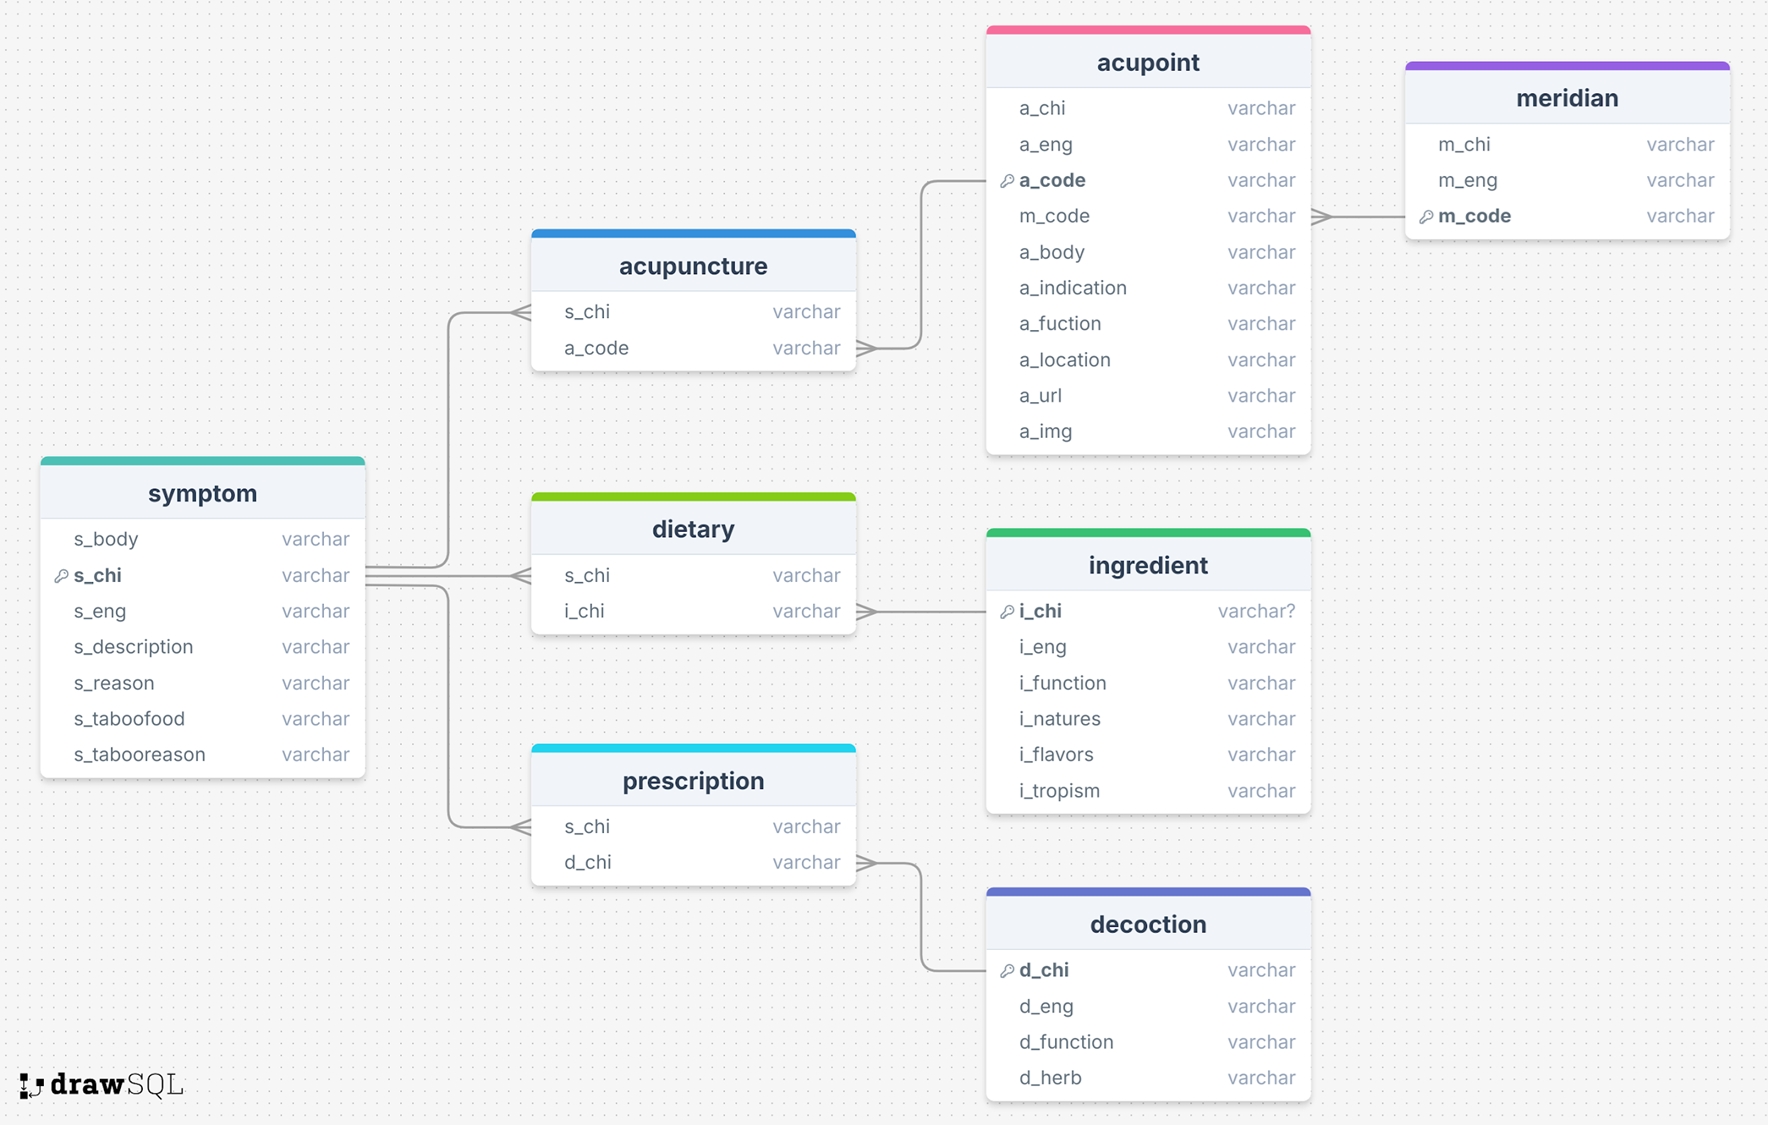 acupoint
a_chi varchar
a_eng varchar
a_code varchar
m_code varchar
a_body varchar
a_indication varchar
a_fuction varchar
a_location varchar
a_url varchar
a_img varchar
meridian
m_chi varchar
m_eng varchar
m_code varchar
acupuncture
s_chi varchar
a_code varchar
symptom
s_body varchar
s_chi varchar
s_eng varchar
s_description varchar
s_reason varchar
s_taboofood varchar
s_tabooreason varchar
dietary
s_chi varchar
i_chi varchar
ingredient
i_chi varchar?
i_eng varchar
i_function varchar
i_natures varchar
i_flavors varchar
i_tropism varchar
prescription
s_chi varchar
d_chi varchar
decoction
d_chi varchar
d_eng varchar
d_function varchar
d_herb varchar
drawSQL